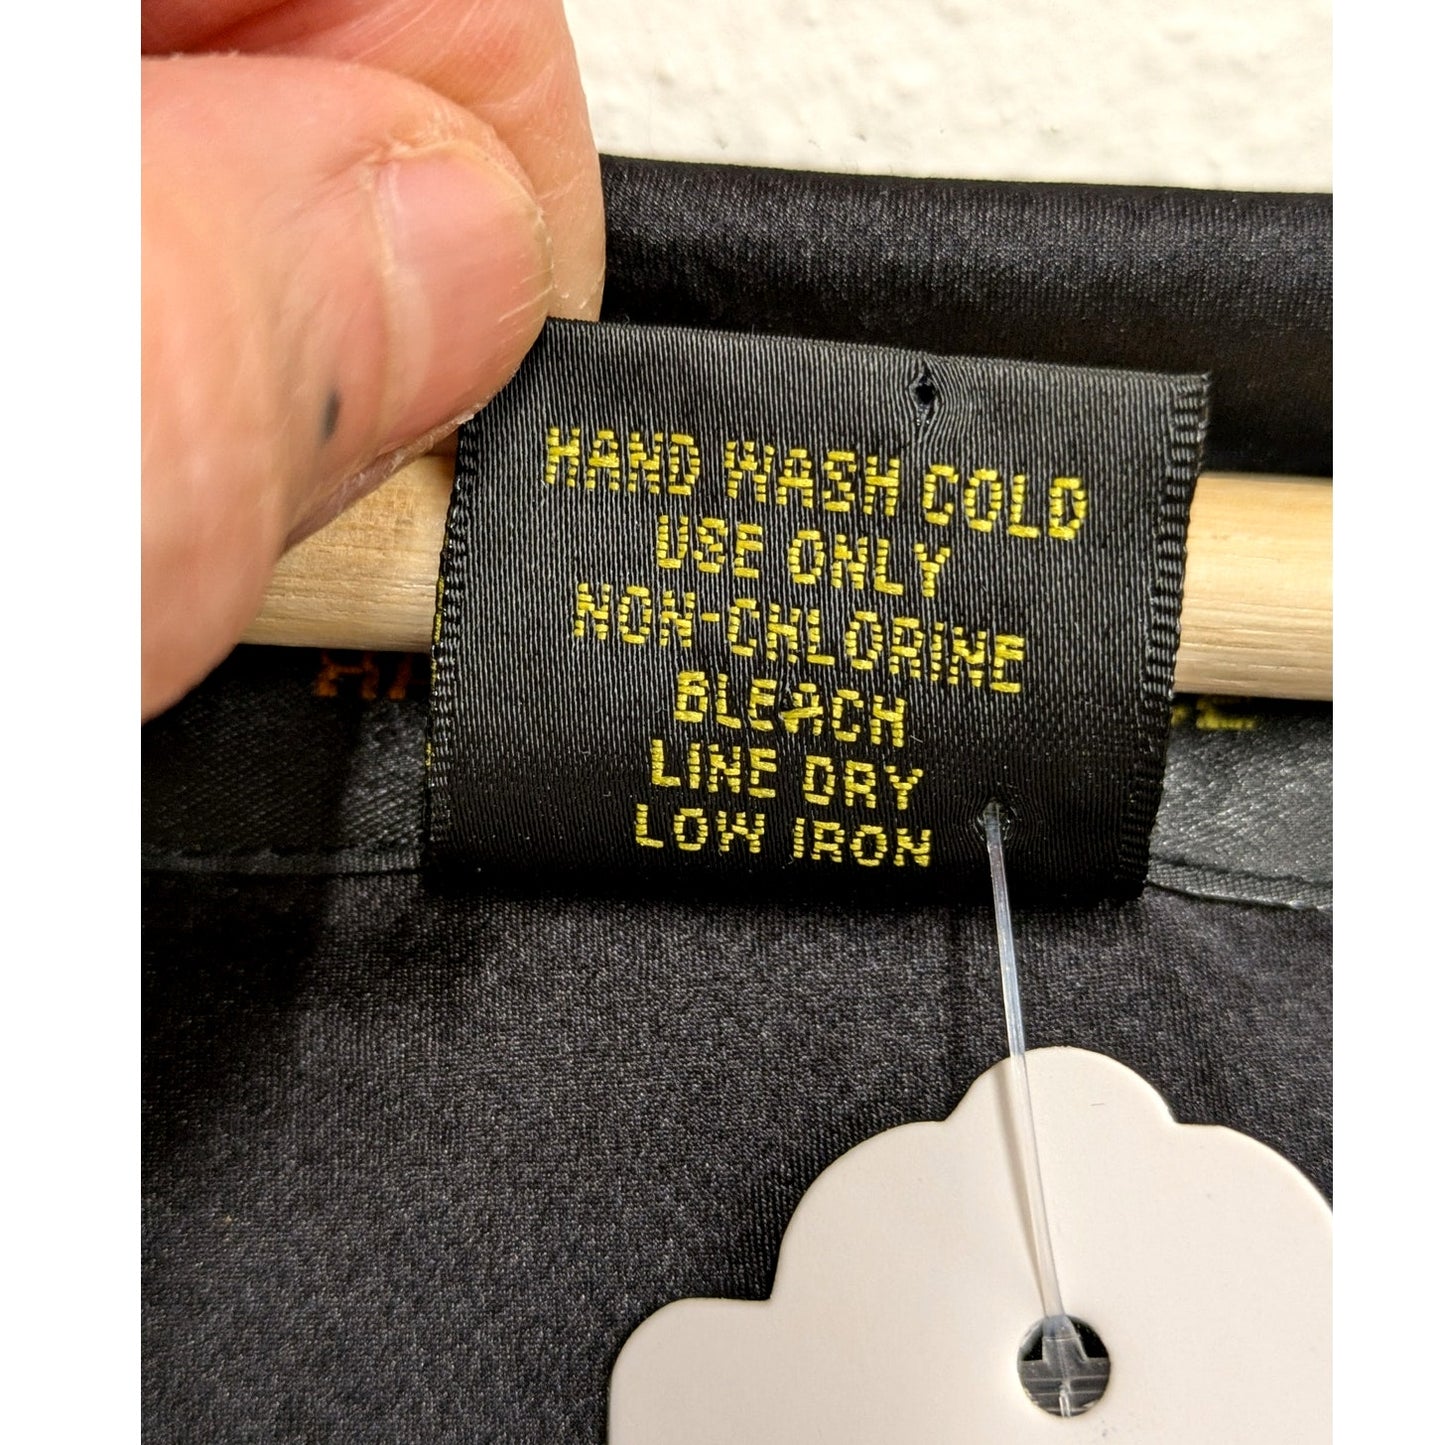 HAND WASH COLD
USE ONLY
NON-CHLORINE
BLEACH
LINE DRY
LOW IRON